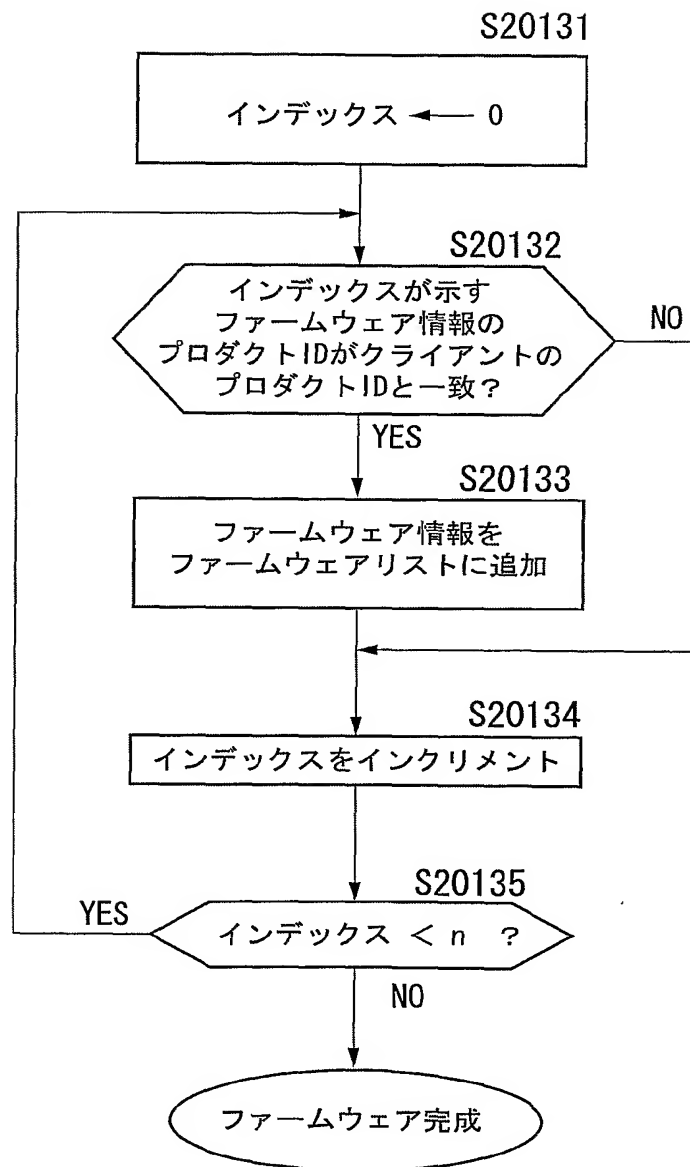 S20131
インデックス ← 0
S20132
インデックスが示す
ファームウェア情報の
プロダクトIDがクライアントの
プロダクトIDと一致?
NO
YES
S20133
ファームウェア情報を
ファームウェアリストに追加
S20134
インデックスをインクリメント
S20135
YES
インデックス < n ?
NO
ファームウェア完成